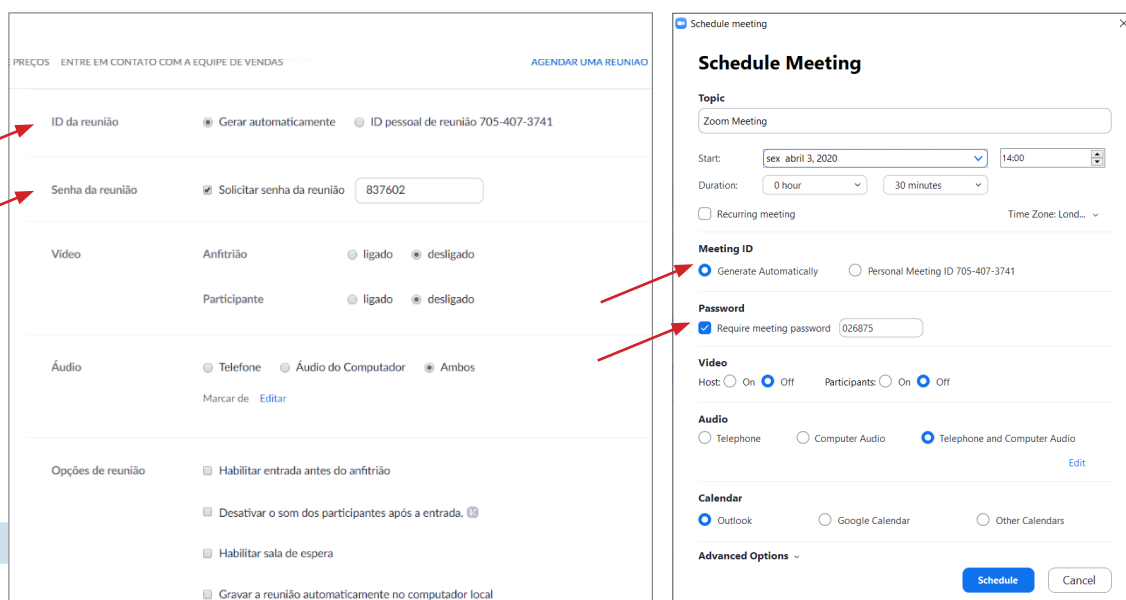 PREÇOS ENTRE EM CONTATO COM A EQUIPE DE VENDAS AGENDAR UMA REUNIAO
ID da reunião Gerar automaticamente ID pessoal de reunião 705-407-3741
Senha da reunião Solicitar senha da reunião 837602
Vídeo Anfitrião ligado desligado
Participante ligado desligado
Áudio Telefone Áudio do Computador Ambos
Marcar de Editar
Opções de reunião Habilitar entrada antes do anfitrião
Desativar o som dos participantes após a entrada.
Habilitar sala de espera
Gravar a reunião automaticamente no computador local
Schedule meeting
Schedule Meeting
Topic
Zoom Meeting
Start: sex abril 3, 2020 14:00
Duration: 0 hour 30 minutes
Recurring meeting Time Zone: Lond...
Meeting ID
Generate Automatically Personal Meeting ID 705-407-3741
Password
Require meeting password 026875
Video
Host: On Off Participants: On Off
Audio
Telephone Computer Audio Telephone and Computer Audio
Edit
Calendar
Outlook Google Calendar Other Calendars
Advanced Options
Schedule Cancel